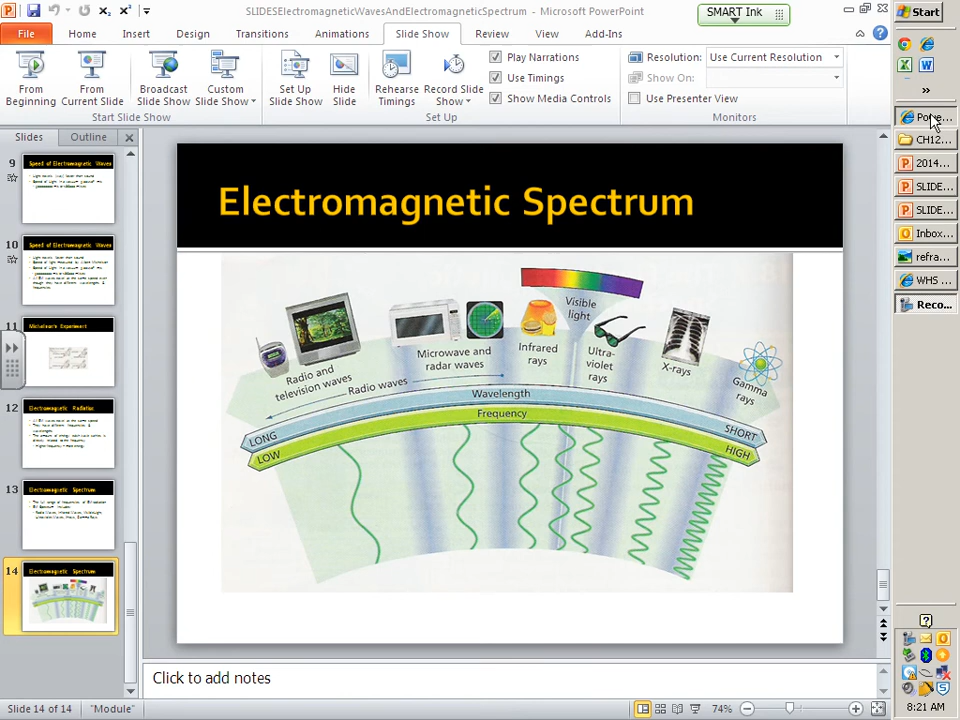 SLIDESElectromagneticWavesAndElectromagneticSpectrum - Microsoft PowerPoint
SMART Ink
Start
File Home Insert Design Transitions Animations Slide Show Review View Add-Ins
From Beginning
From Current Slide
Broadcast Slide Show
Custom Slide Show
Set Up Slide Show
Hide Slide
Rehearse Timings
Record Slide Show
Play Narrations
Use Timings
Show Media Controls
Resolution: Use Current Resolution
Show On:
Use Presenter View
Start Slide Show
Set Up
Monitors
Slides Outline
9
Speed of Electromagnetic Waves
10
Speed of Electromagnetic Waves
11
Michelson's Experiment
12
Electromagnetic Radiation
13
Electromagnetic Spectrum
14
Electromagnetic Spectrum
Electromagnetic Spectrum
Visible
light
Radio and
television waves
Microwave and
radar waves
Infrared
rays
Ultra-
violet
rays
X-rays
Gamma
rays
Radio waves
Wavelength
Frequency
LONG
SHORT
LOW
HIGH
Click to add notes
Slide 14 of 14
"Module"
74%
Powe...
CH12...
2014...
SLIDE...
SLIDE...
Inbox...
refra...
WHS ...
Reco...
8:21 AM